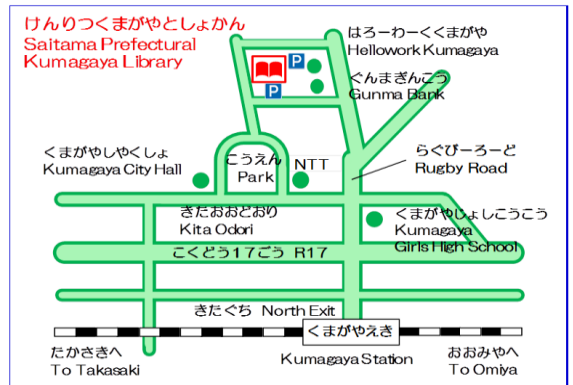 けんりつくまがやとしょかん
Saitama Prefectural
Kumagaya Library
はろーわーくくまがや
Hellowork Kumagaya
P
ぐんまぎんこう
Gunma Bank
P
くまがやしやくしょ
Kumagaya City Hall
こうえん
Park
NTT
らぐびーろーど
Rugby Road
きたおおどおり
Kita Odori
くまがやじょしこうこう
Kumagaya
Girls High School
こくどう17ごう R17
きたぐち North Exit
くまがやえき
Kumagaya Station
たかさきへ
To Takasaki
おおみやへ
To Omiya